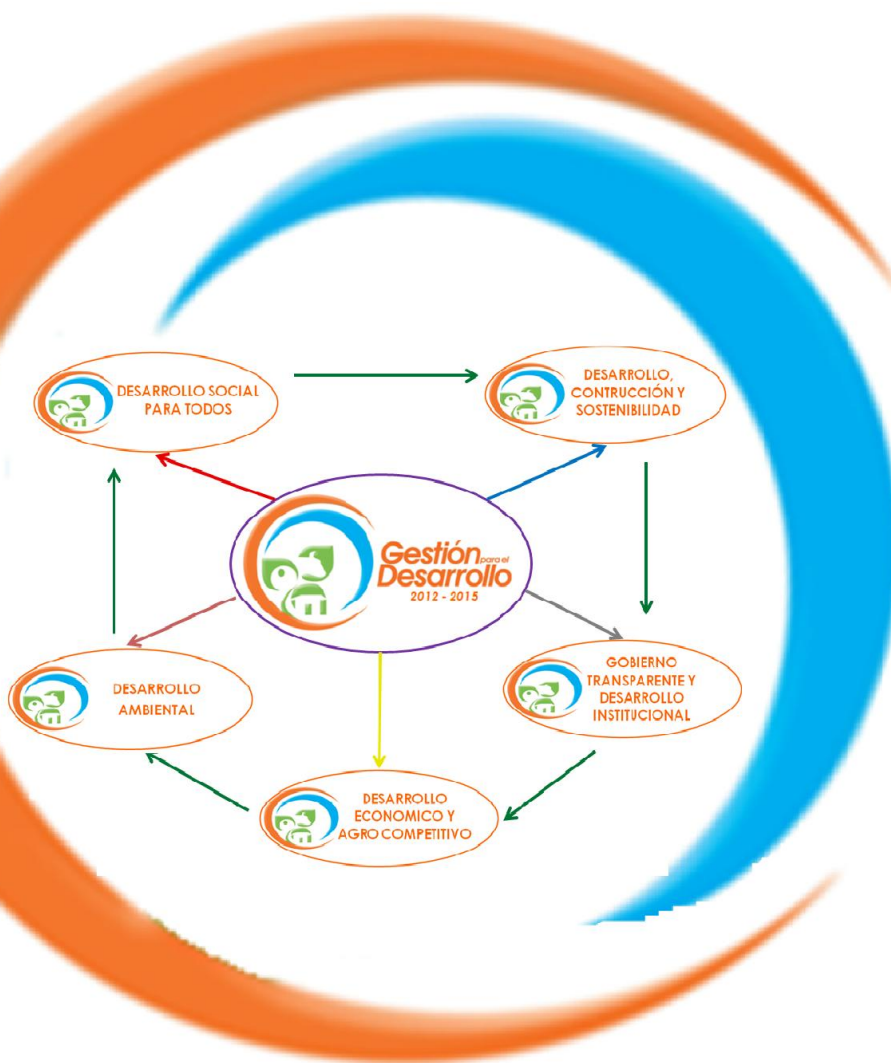 DESARROLLO SOCIAL
PARA TODOS
DESARROLLO,
CONTRUCCIÓN Y
SOSTENIBILIDAD
Gestión para el
Desarrollo
2012 - 2015
DESARROLLO
AMBIENTAL
GOBIERNO
TRANSPARENTE Y
DESARROLLO
INSTITUCIONAL
DESARROLLO
ECONOMICO Y
AGRO COMPETITIVO